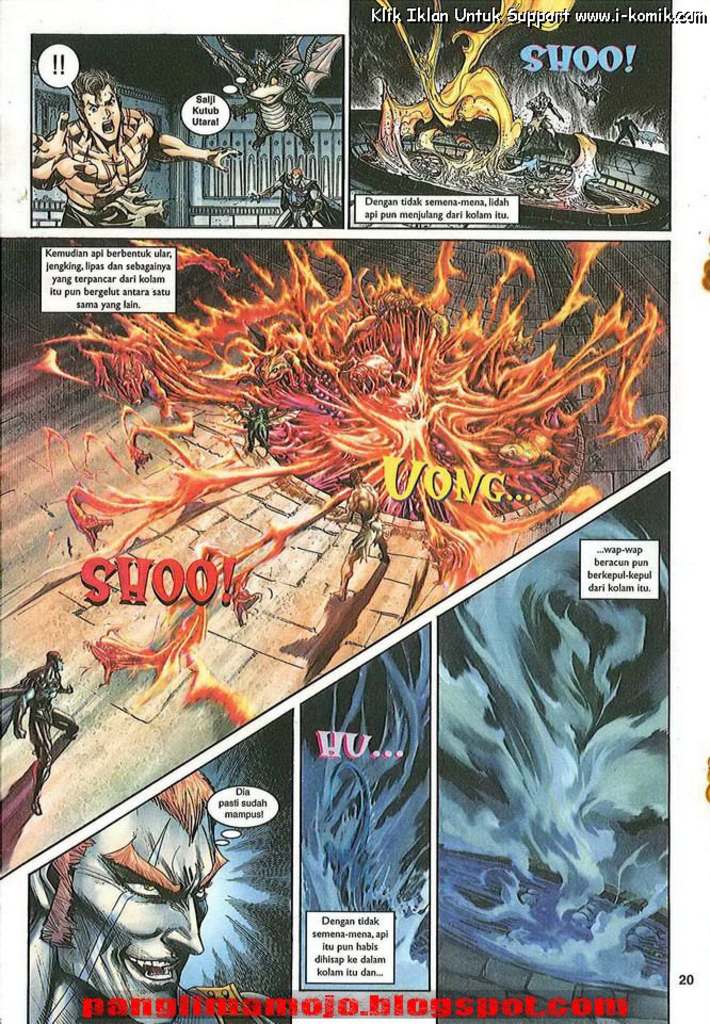 Klik Iklan Untuk Support www.i-komik.com
!!
Salji
Kutub
Utara!
SHOO!
Dengan tidak semena-mena, lidah
api pun menjulang dari kolam itu.
Kemudian api berbentuk ular,
jengking, lipas dan sebagainya
yang terpancar dari kolam
itu pun bergelut antara satu
sama yang lain.
UONG...
SHOO!
...wap-wap
beracun pun
berkepul-kepul
dari kolam itu.
HU...
Dia
pasti sudah
mampus!
Dengan tidak
semena-mena, api
itu pun habis
dihisap ke dalam
kolam itu dan...
20
panglimamojo.blogspot.com